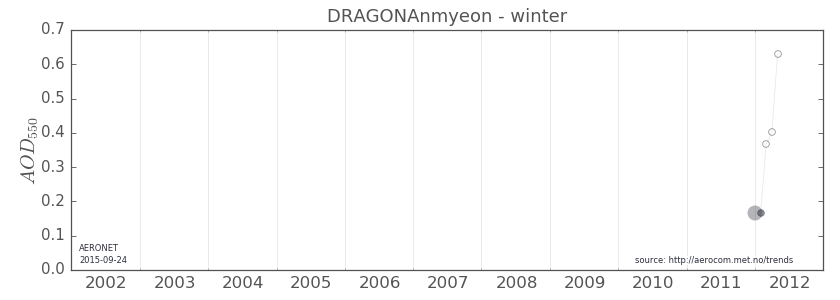 DRAGONAnmyeon - winter
0.7
0.6
0.5
0.4
0.3
0.2
0.1
0.0
AOD550
AERONET
2015-09-24
source: http://aerocom.met.no/trends
2002 2003 2004 2005 2006 2007 2008 2009 2010 2011 2012